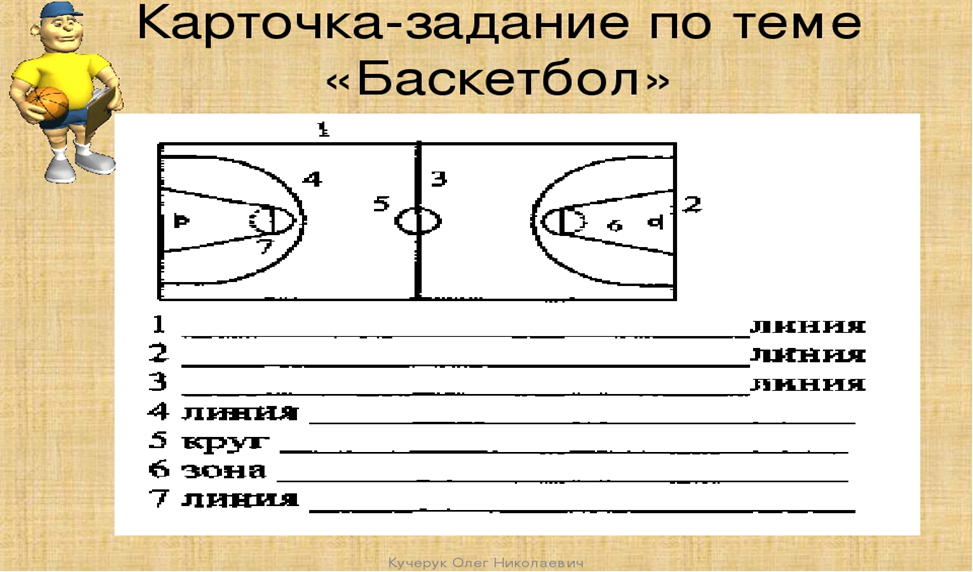 Карточка-задание по теме
«Баскетбол»
1
4
3
5
2
6
7
1 линия
2 линия
3 линия
4 линия
5 круг
6 зона
7 линия
Кучерук Олег Николаевич